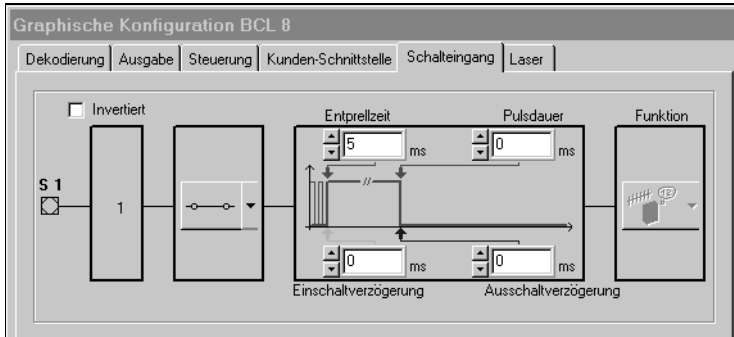 Graphische Konfiguration BCL 8
Dekodierung Ausgabe Steuerung Kunden-Schnittstelle Schalteingang Laser
Invertiert
Entprellzeit Pulsdauer Funktion
5 ms 0 ms
S 1
1
12
0 ms 0 ms
Einschaltverzögerung Ausschaltverzögerung